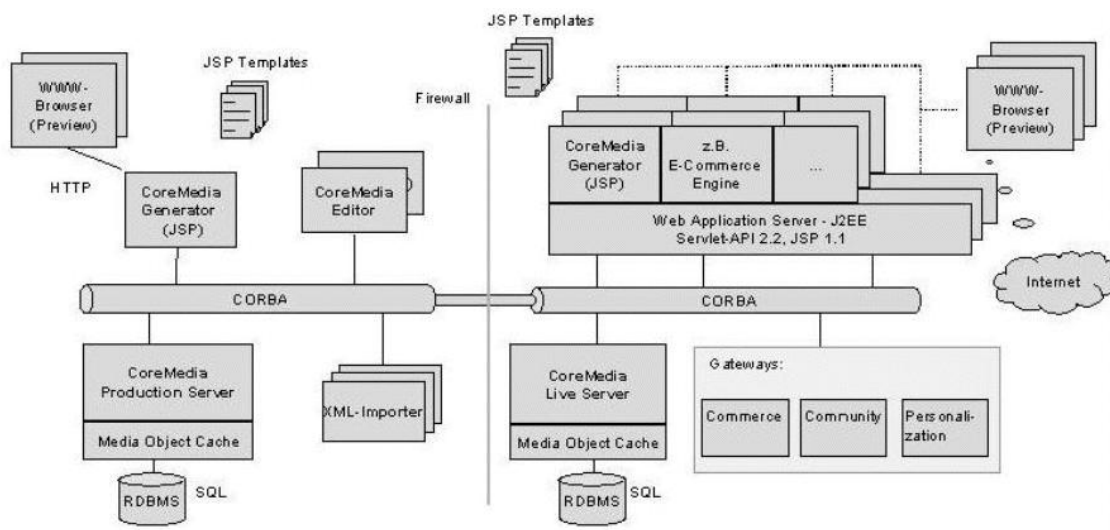 JSP Templates
WWW-
Browser
(Preview)
JSP Templates
Firewall
WWW-
Browser
(Preview)
HTTP
CoreMedia
Generator
(JSP)
CoreMedia
Editor
CoreMedia
Generator
(JSP)
z.B.
E-Commerce
Engine
...
Web Application Server - J2EE
Servlet-API 2.2, JSP 1.1
Internet
CORBA
CORBA
CoreMedia
Production Server
Media Object Cache
RDBMS
SQL
XML-Importer
CoreMedia
Live Server
Media Object Cache
RDBMS
SQL
Gateways:
Commerce
Community
Personali-
zation